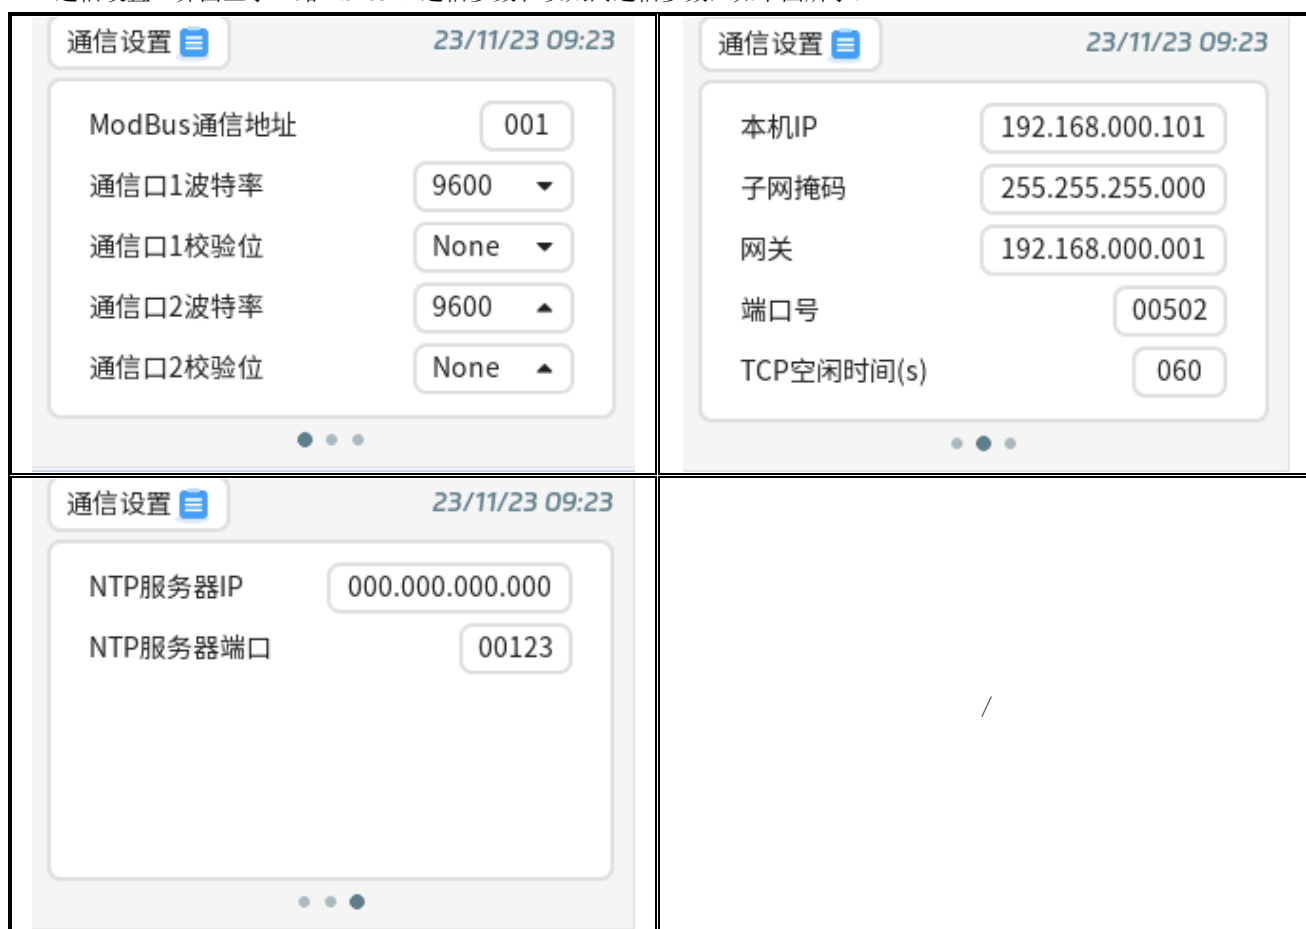 通信设置 23/11/23 09:23
ModBus通信地址 001
通信口1波特率 9600
通信口1校验位 None
通信口2波特率 9600
通信口2校验位 None
通信设置 23/11/23 09:23
本机IP 192.168.000.101
子网掩码 255.255.255.000
网关 192.168.000.001
端口号 00502
TCP空闲时间(s) 060
通信设置 23/11/23 09:23
NTP服务器IP 000.000.000.000
NTP服务器端口 00123
/